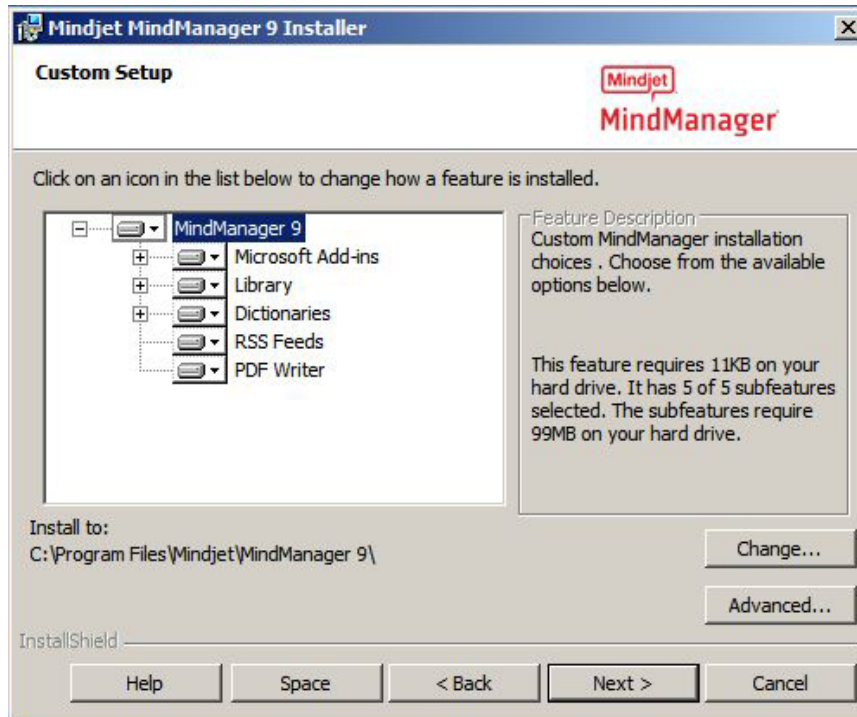 Mindjet MindManager 9 Installer
Custom Setup
Mindjet
MindManager
Click on an icon in the list below to change how a feature is installed.
MindManager 9
Microsoft Add-ins
Library
Dictionaries
RSS Feeds
PDF Writer
Feature Description
Custom MindManager installation
choices . Choose from the available
options below.
This feature requires 11KB on your
hard drive. It has 5 of 5 subfeatures
selected. The subfeatures require
99MB on your hard drive.
Install to:
C:\Program Files\Mindjet\MindManager 9\
Change...
Advanced...
InstallShield
Help
Space
< Back
Next >
Cancel